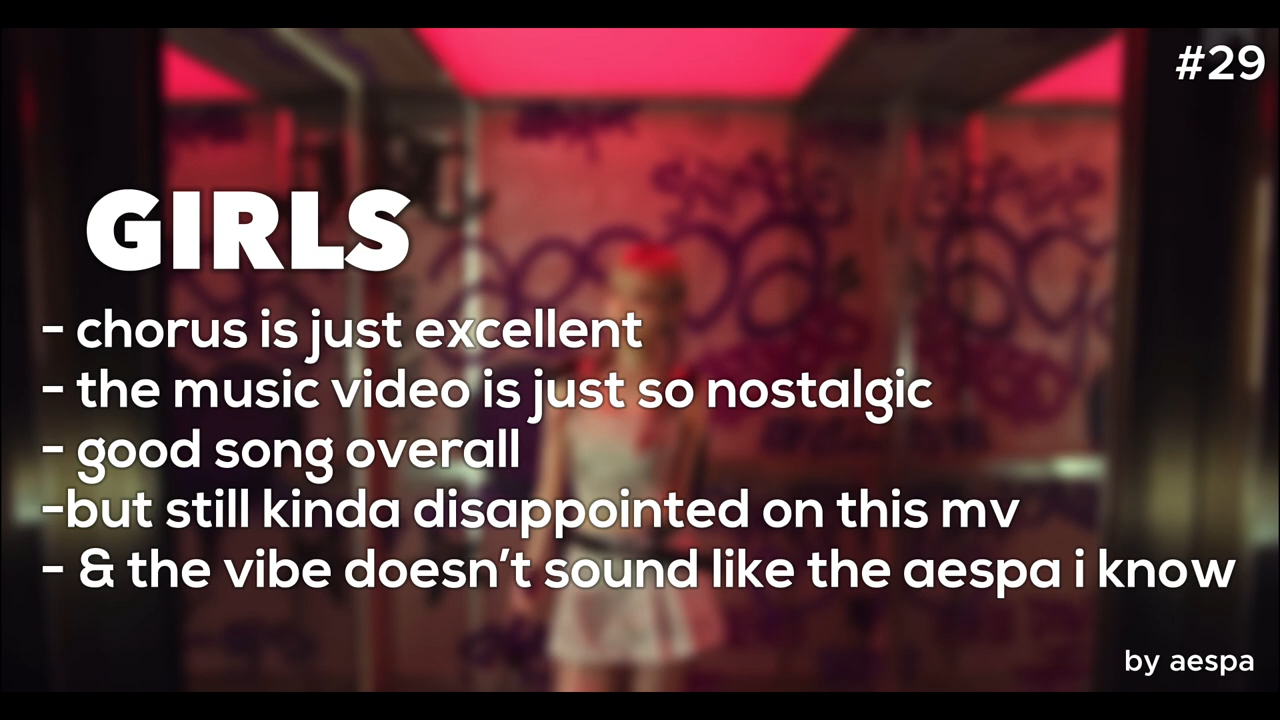 #29
GIRLS
- chorus is just excellent
- the music video is just so nostalgic
- good song overall
-but still kinda disappointed on this mv
- & the vibe doesn't sound like the aespa i know
by aespa